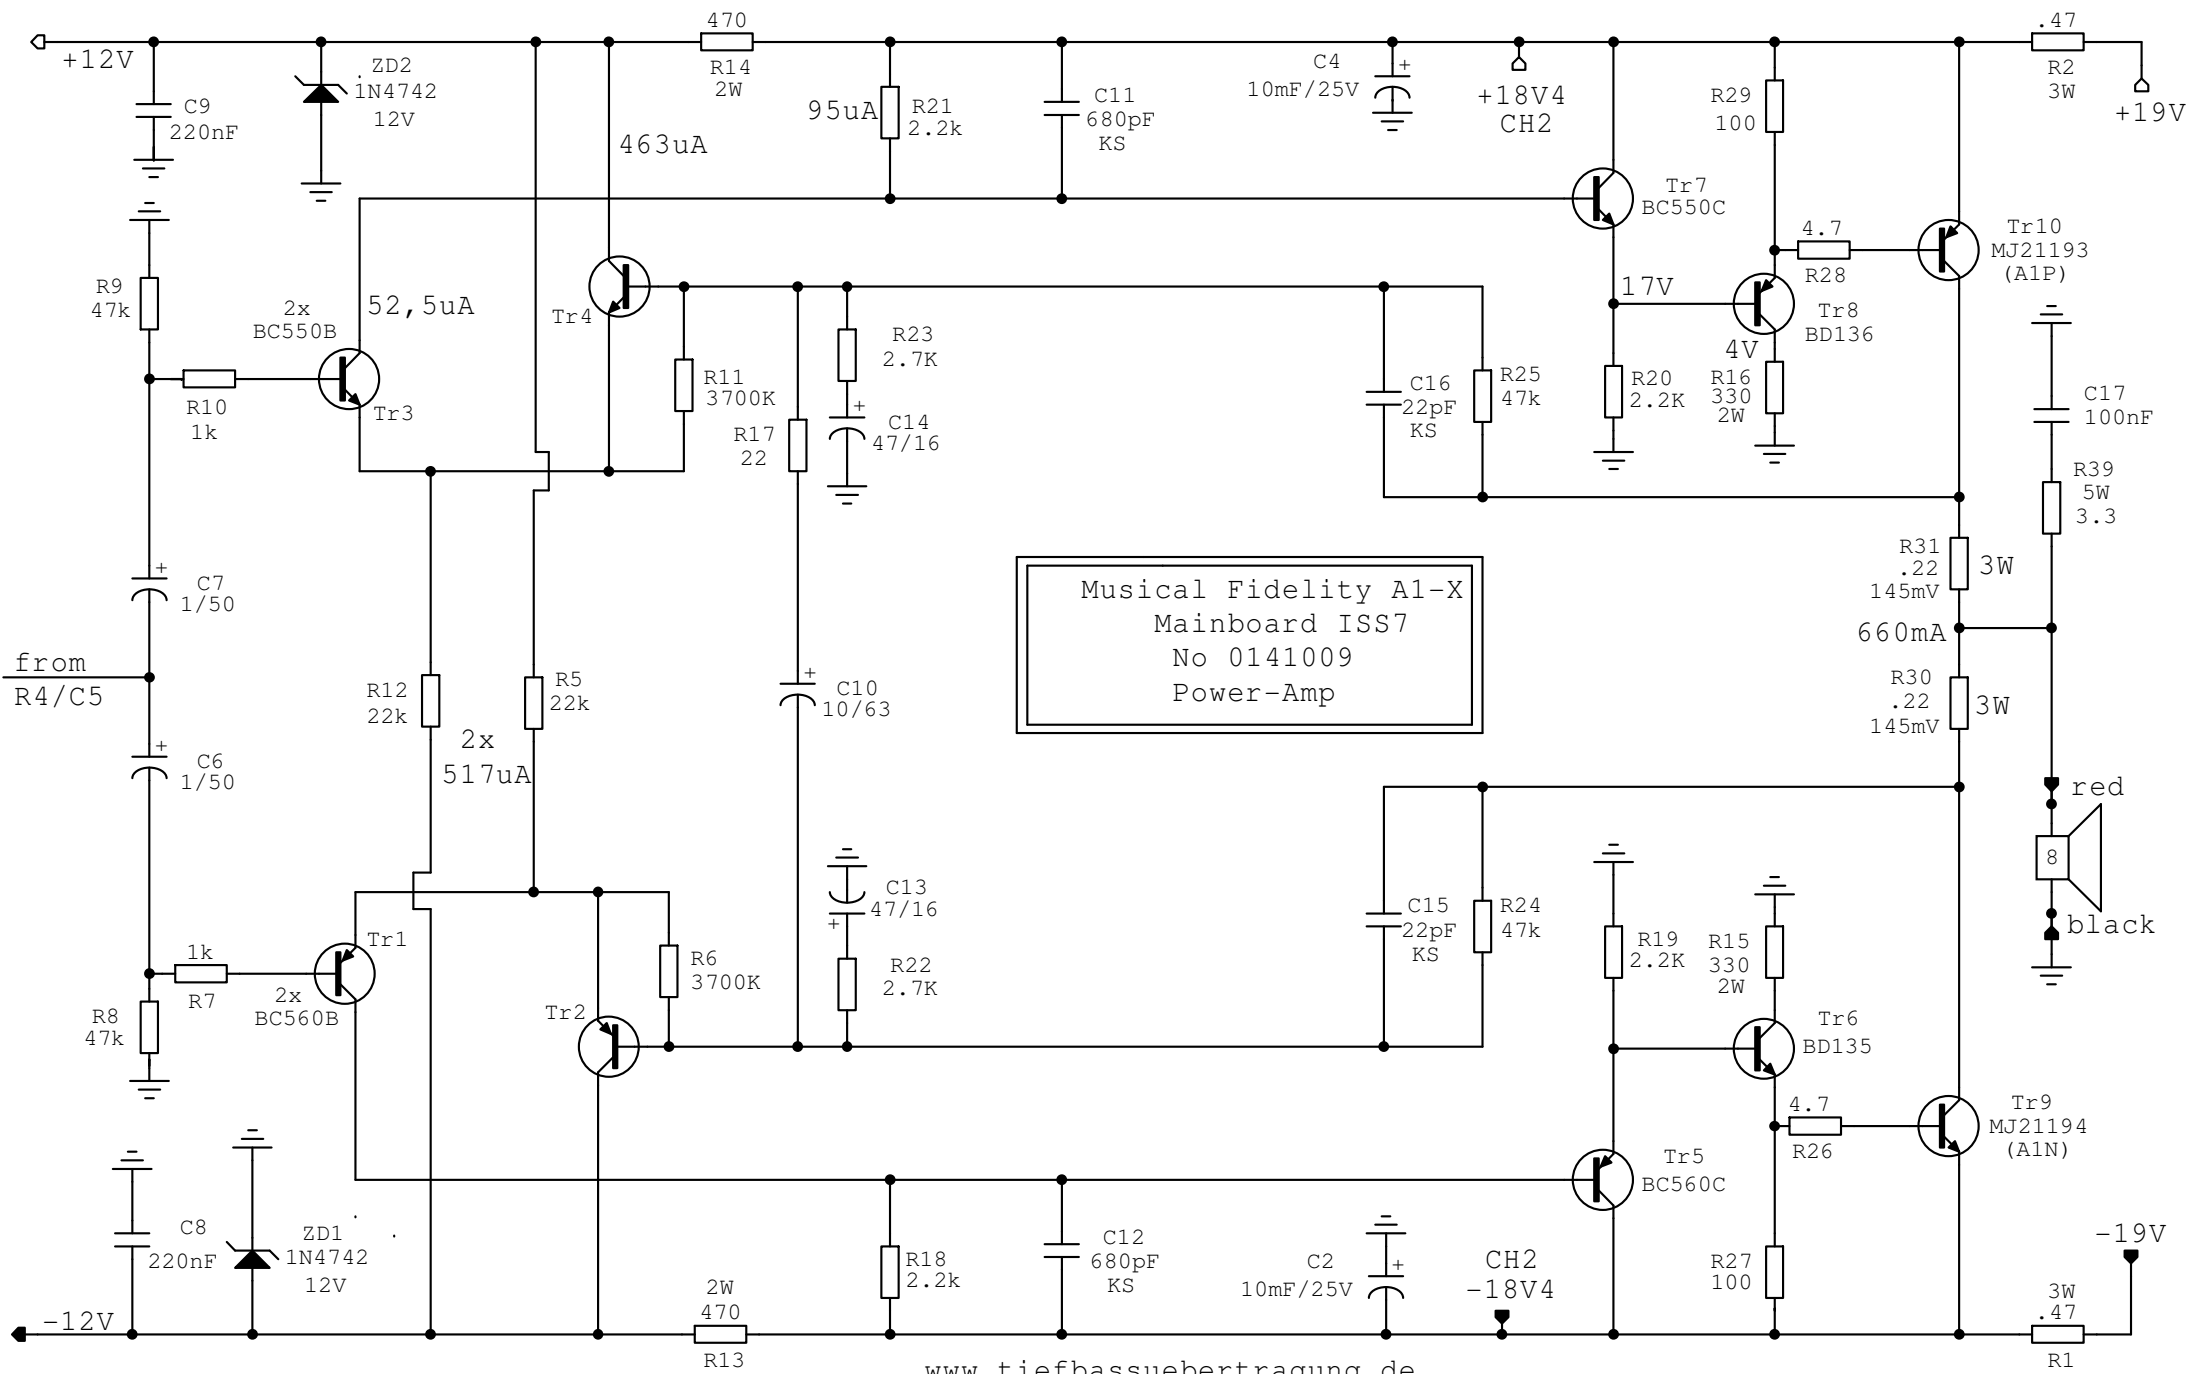 470
.47
+12V
R14
2W
ZD2
1N4742
12V
C9
220nF
463uA
95uA
R21
2.2k
C11
680pF
KS
C4
+
10mF/25V
+18V4
CH2
R29
100
R2
3W
+19V
Tr7
BC550C
4.7
R28
Tr10
MJ21193
(A1P)
R9
47k
2x
BC550B
52,5uA
Tr4
17V
Tr8
BD136
4V
R23
2.7K
R11
3700K
R10
1k
Tr3
R17
22
+
C14
47/16
C16
22pF
KS
R25
47k
R20
2.2K
R16
330
2W
C17
100nF
R39
5W
3.3
+
C7
1/50
Musical Fidelity A1-X
Mainboard ISS7
No 0141009
Power-Amp
R31
.22
145mV
3W
660mA
from
R4/C5
R12
22k
R5
22k
+
C10
10/63
R30
.22
145mV
3W
2x
517uA
+
C6
1/50
red
8
black
C13
47/16
+
Tr1
1k
R7
2x
BC560B
R6
3700K
R22
2.7K
C15
22pF
KS
R24
47k
R19
2.2K
R15
330
2W
R8
47k
Tr2
Tr6
BD135
4.7
R26
Tr9
MJ21194
(A1N)
Tr5
BC560C
C8
220nF
ZD1
1N4742
12V
R18
2.2k
C12
680pF
KS
C2
+
10mF/25V
CH2
-18V4
R27
100
-19V
-12V
2W
470
R13
3W
.47
R1
www.tiefbassuebertragung.de